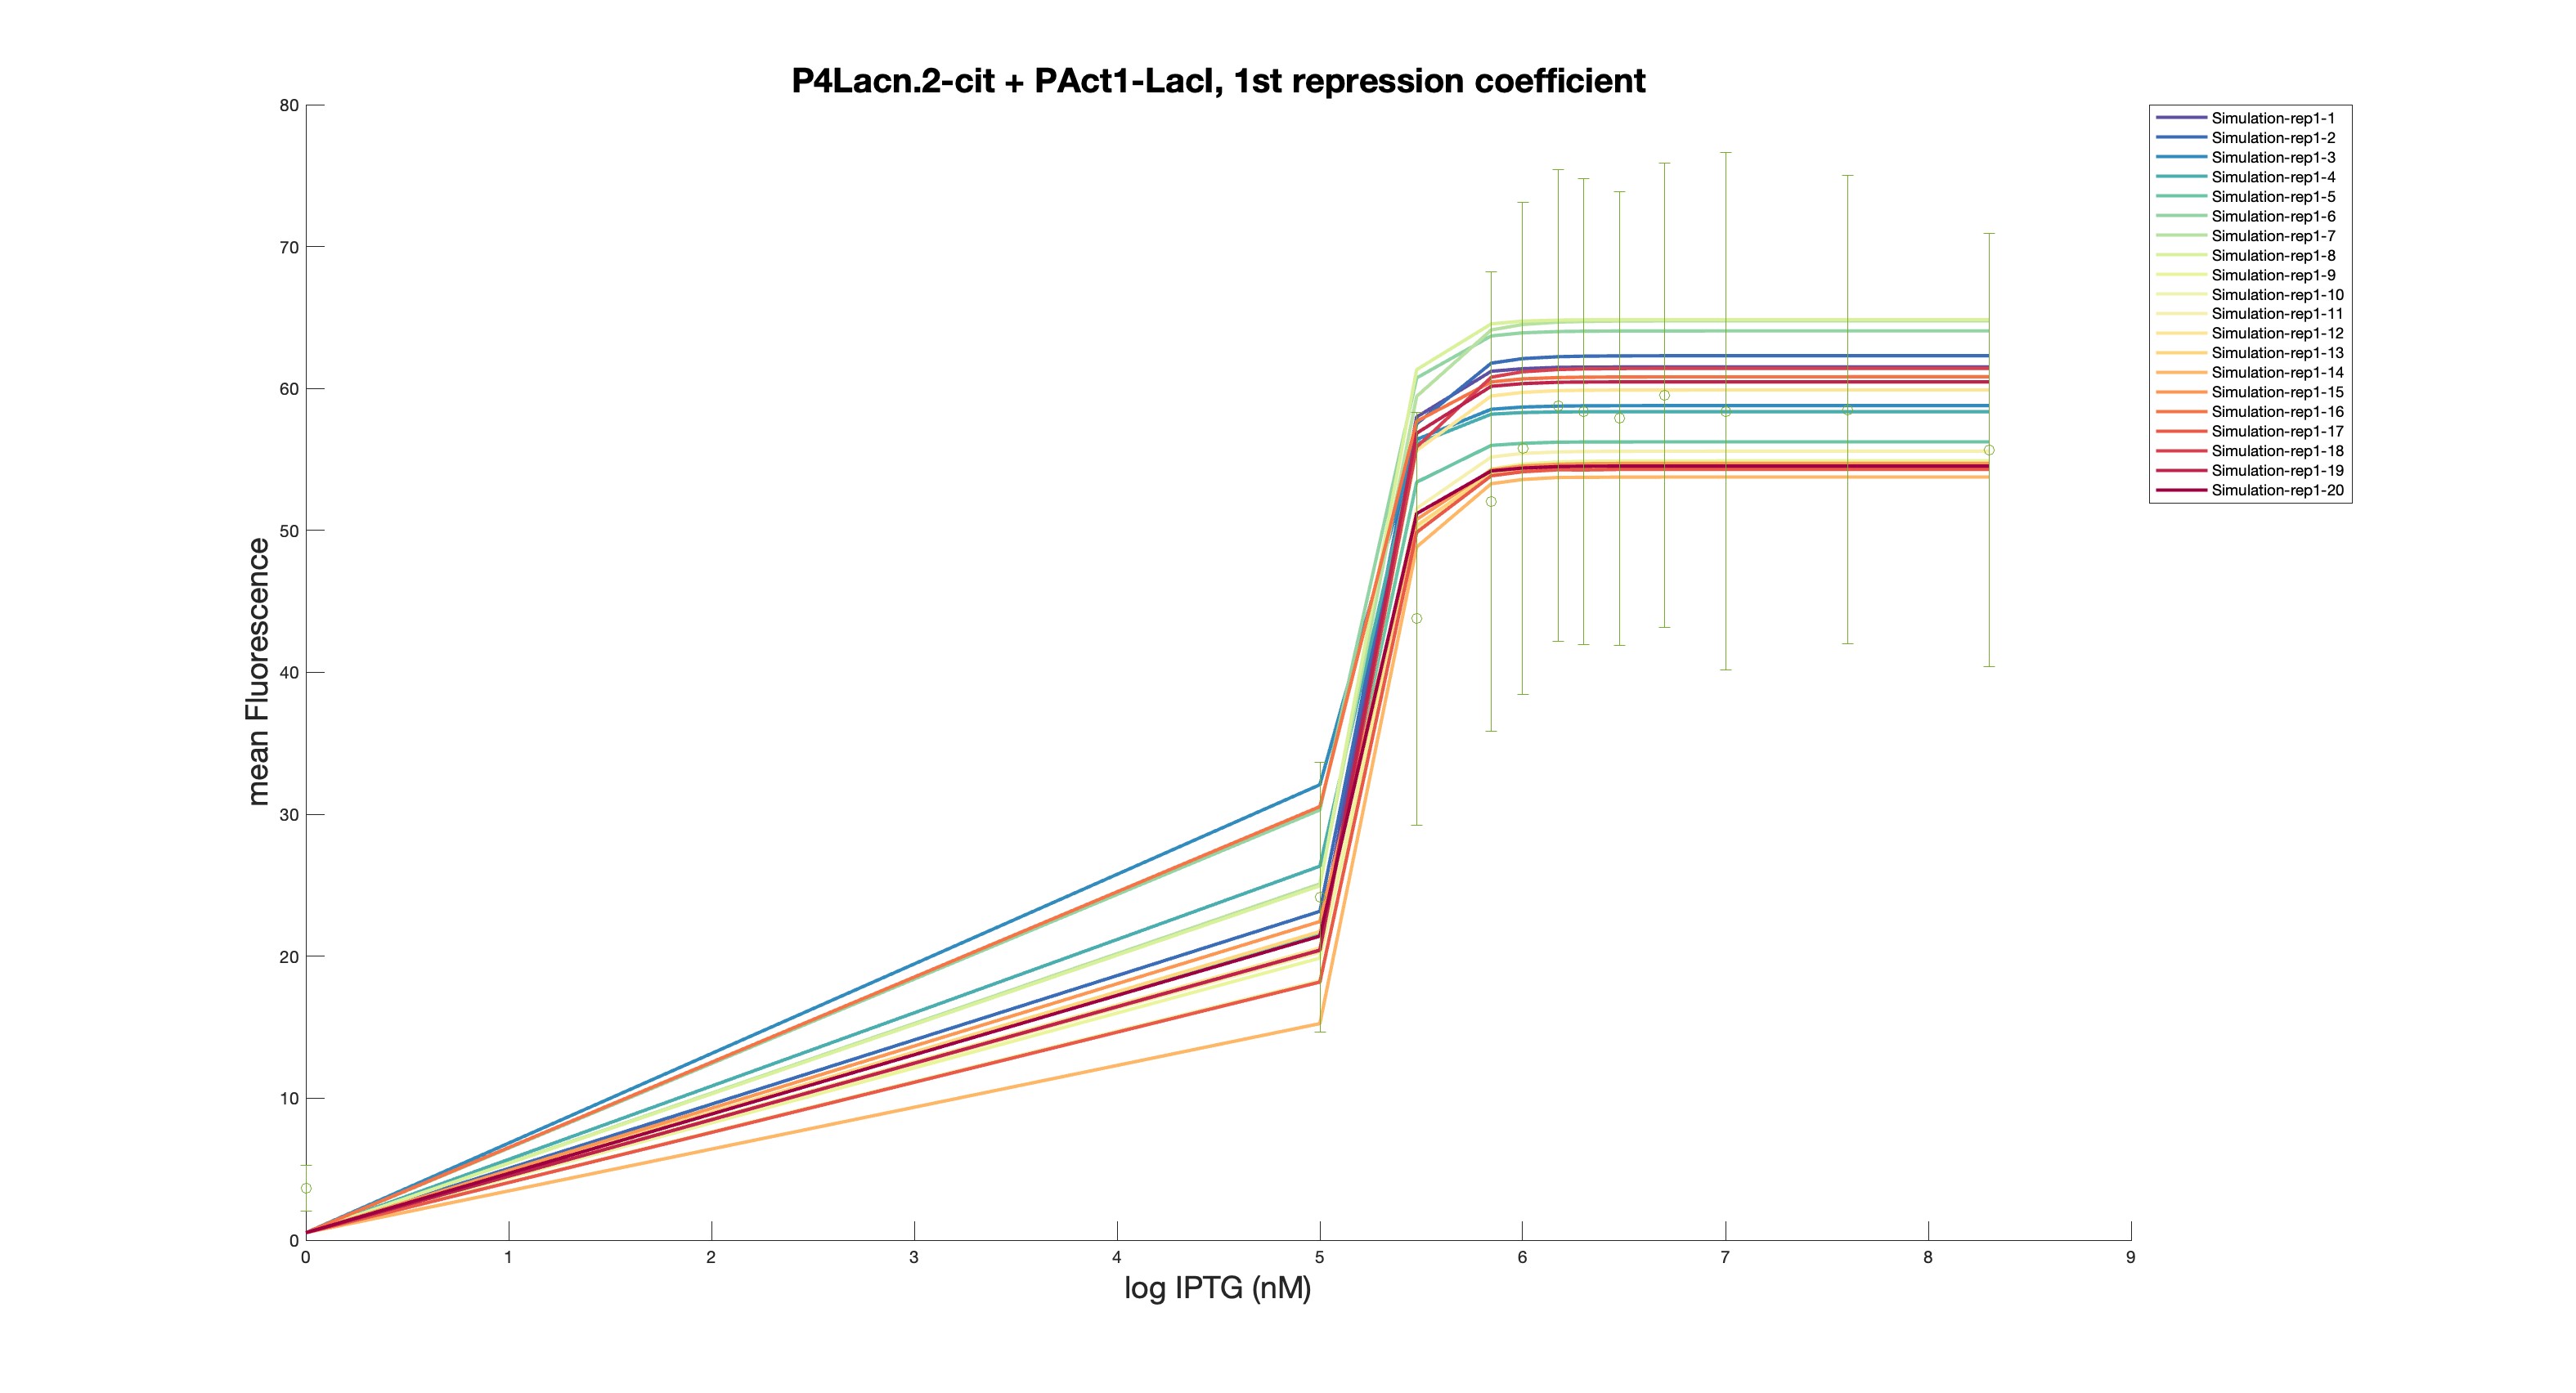 P4Lacn.2-cit + PAct1-LacI, 1st repression coefficient
80
70
60
50
40
30
20
10
0
mean Fluorescence
0 1 2 3 4 5 6 7 8 9
log IPTG (nM)
Simulation-rep1-1
Simulation-rep1-2
Simulation-rep1-3
Simulation-rep1-4
Simulation-rep1-5
Simulation-rep1-6
Simulation-rep1-7
Simulation-rep1-8
Simulation-rep1-9
Simulation-rep1-10
Simulation-rep1-11
Simulation-rep1-12
Simulation-rep1-13
Simulation-rep1-14
Simulation-rep1-15
Simulation-rep1-16
Simulation-rep1-17
Simulation-rep1-18
Simulation-rep1-19
Simulation-rep1-20